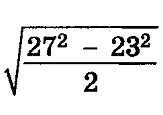 √((27² − 23²) / 2)